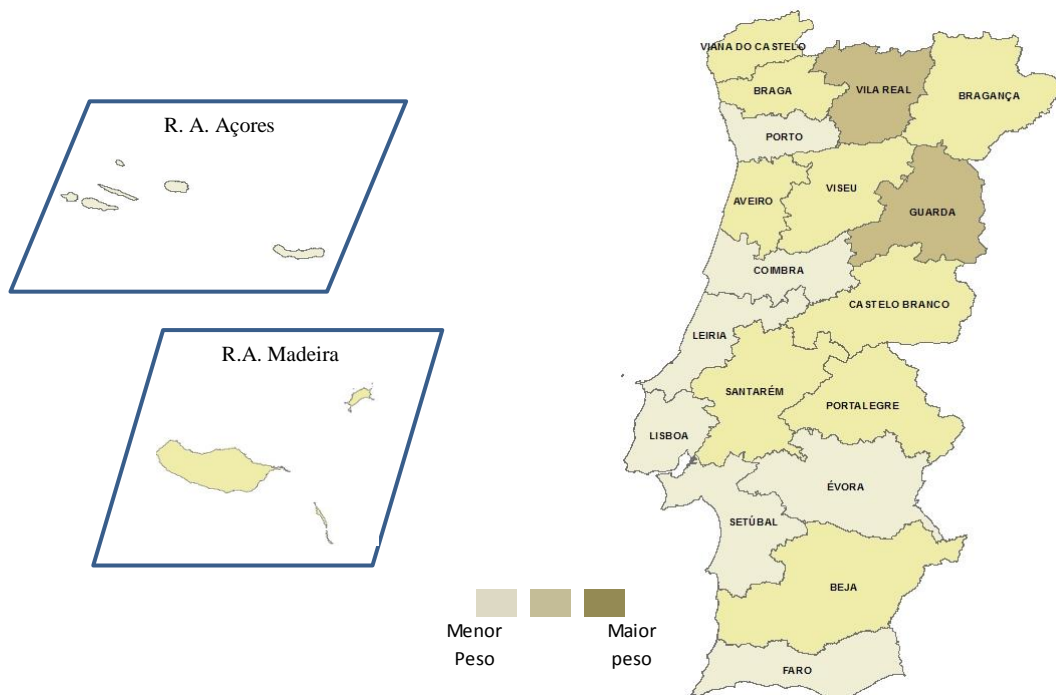 R. A. Açores
R.A. Madeira
VIANA DO CASTELO
BRAGA
VILA REAL
BRAGANÇA
PORTO
AVEIRO
VISEU
GUARDA
COIMBRA
CASTELO BRANCO
LEIRIA
SANTARÉM
PORTALEGRE
LISBOA
ÉVORA
SETÚBAL
BEJA
FARO
Menor
Peso
Maior
peso